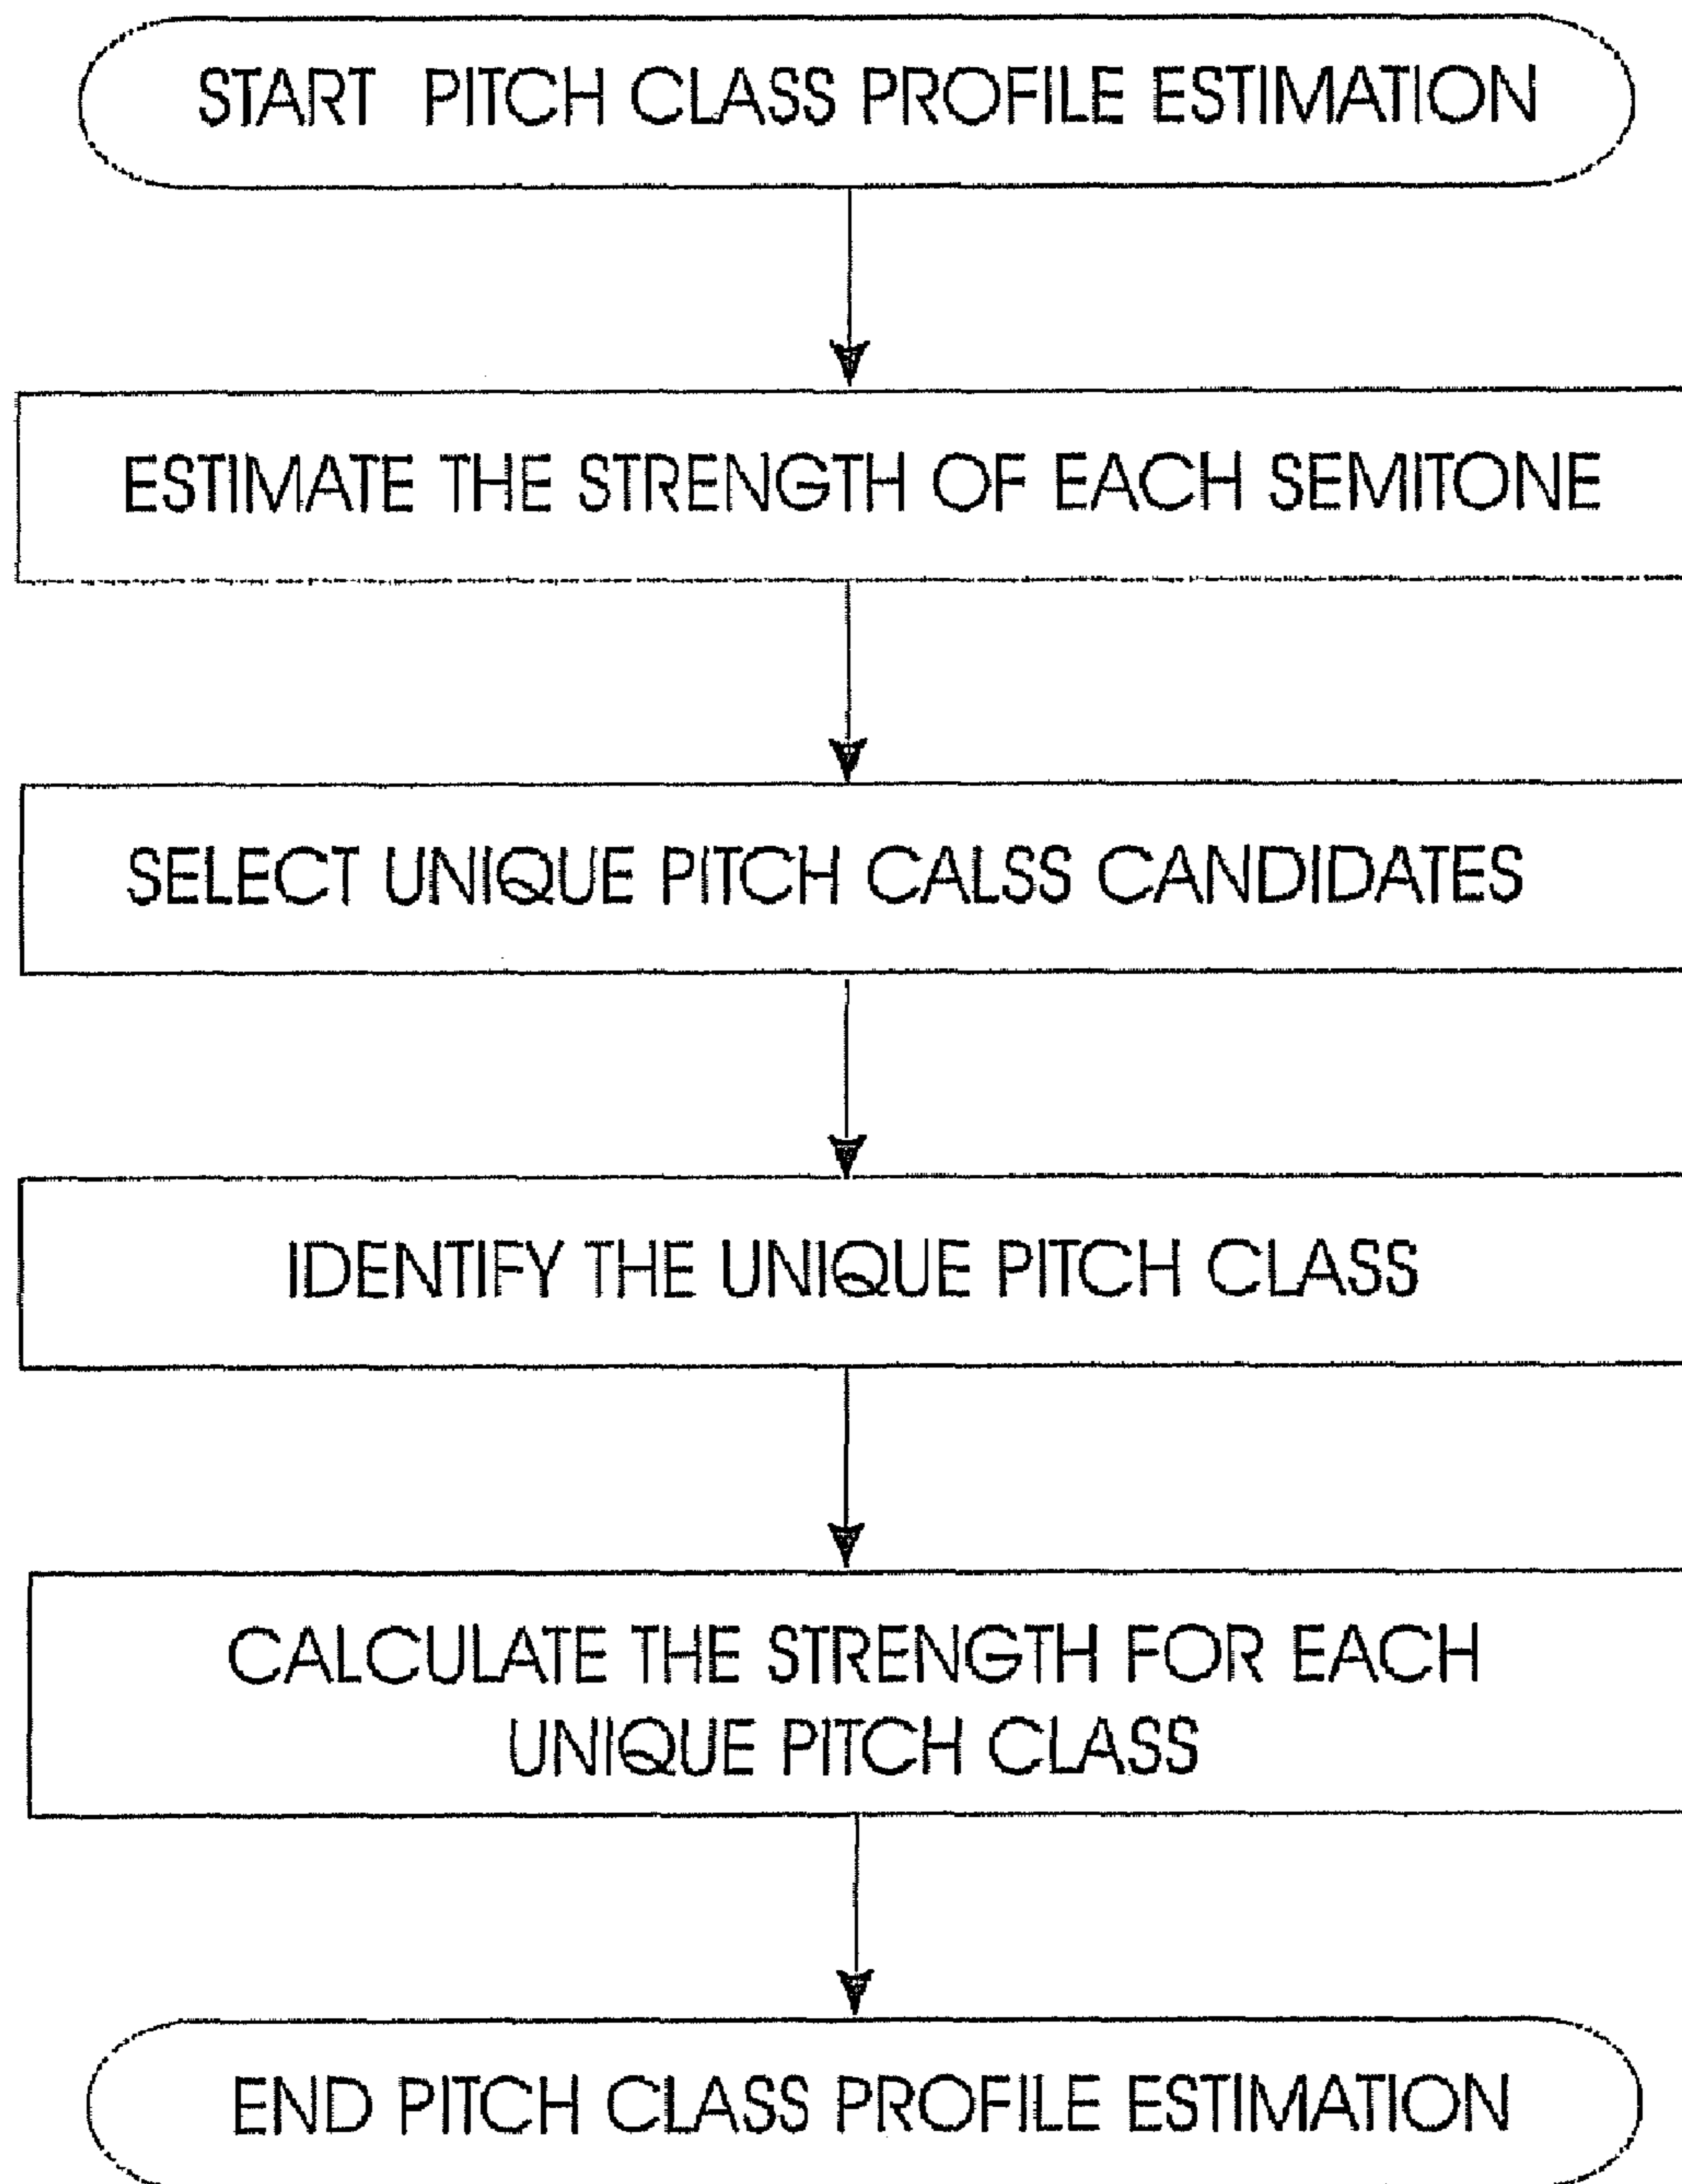 START PITCH CLASS PROFILE ESTIMATION
ESTIMATE THE STRENGTH OF EACH SEMITONE
SELECT UNIQUE PITCH CALSS CANDIDATES
IDENTIFY THE UNIQUE PITCH CLASS
CALCULATE THE STRENGTH FOR EACH
UNIQUE PITCH CLASS
END PITCH CLASS PROFILE ESTIMATION